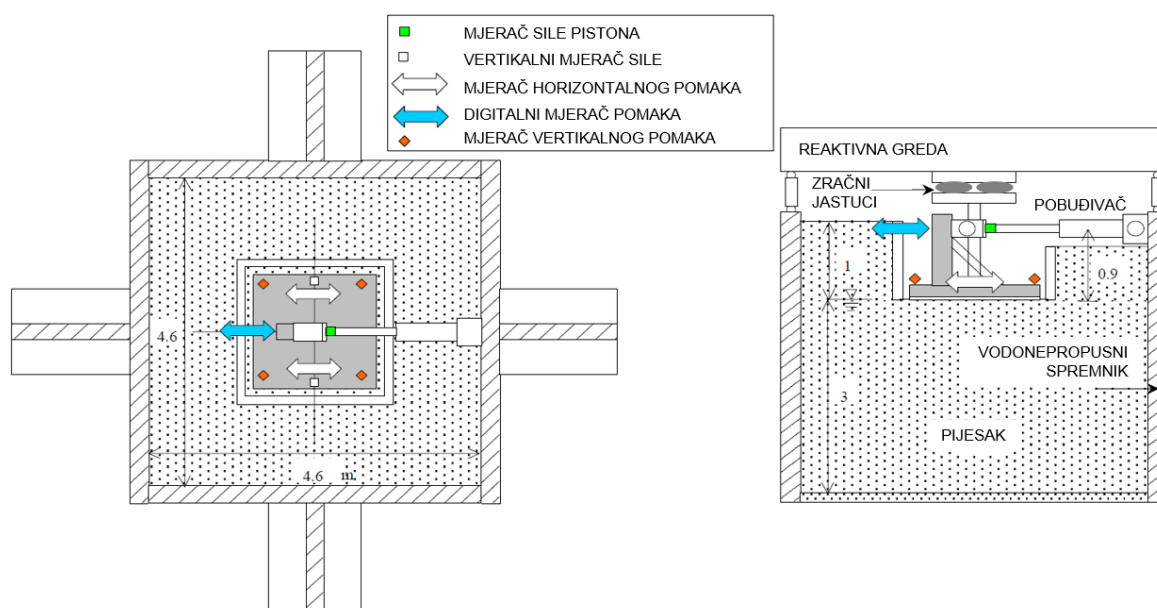 MJERAČ SILE PISTONA
VERTIKALNI MJERAČ SILE
MJERAČ HORIZONTALNOG POMAKA
DIGITALNI MJERAČ POMAKA
MJERAČ VERTIKALNOG POMAKA
4.6
4.6 m
REAKTIVNA GREDA
ZRAČNI
JASTUCI
POBUĐIVAČ
1
0.9
VODONEPROPUSNI
SPREMNIK
3
PIJESAK